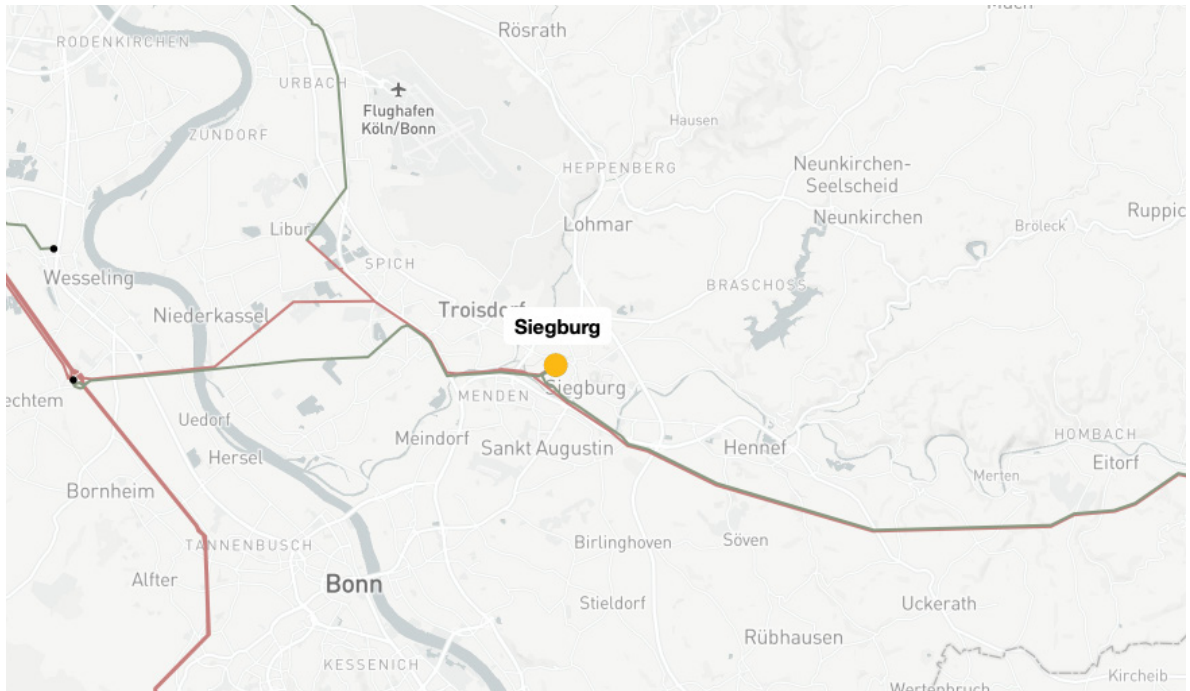 Much
RODENKIRCHEN
Rösrath
URBACH
Flughafen
Köln/Bonn
Hausen
ZÜNDORF
HEPPENBERG
Neunkirchen-
Seelscheid
Neunkirchen
Ruppic
Bröleck
Lohmar
Libur
SPICH
Wesseling
BRASCHOSS
Niederkassel
Troisdorf
Siegburg
Siegburg
echtem
MENDEN
Uedorf
Meindorf
Sankt Augustin
Hennef
HOMBACH
Eitorf
Hersel
Merten
Bornheim
TANNENBUSCH
Birlinghoven
Söven
Alfter
Bonn
Stieldorf
Uckerath
Rübhausen
KESSENICH
Kircheib
Wertenbruch